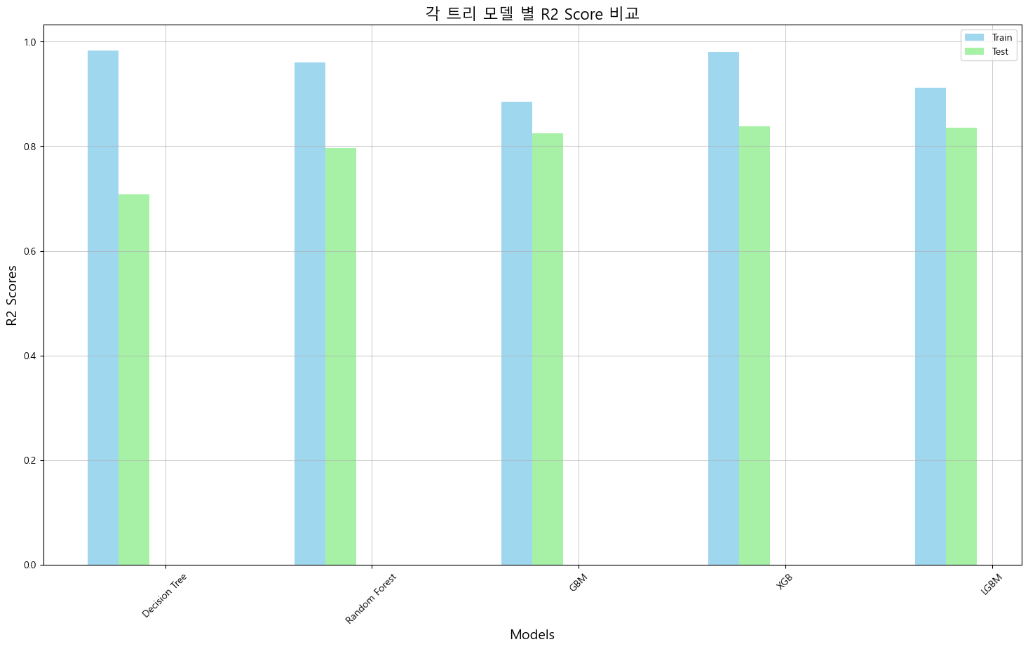 각 트리 모델 별 R2 Score 비교
Train
Test
R2 Scores
1.0
0.8
0.6
0.4
0.2
0.0
Decision Tree
Random Forest
GBM
XGB
LGBM
Models